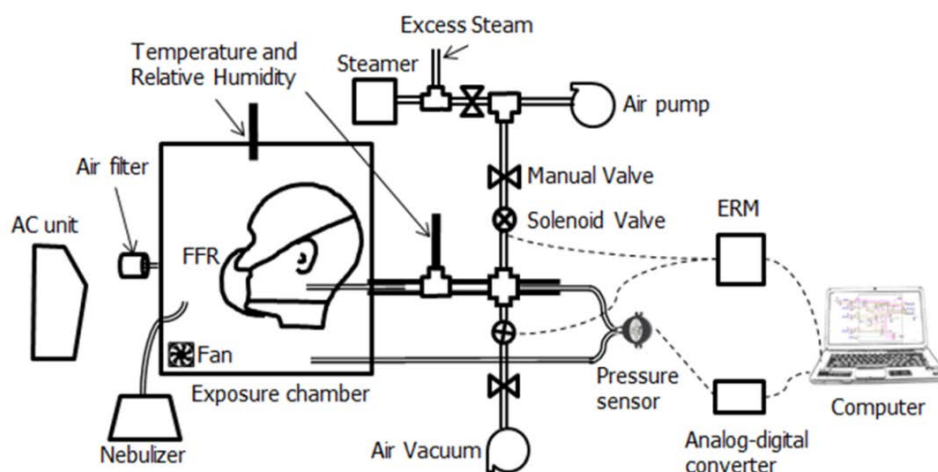 Excess Steam
Temperature and
Relative Humidity
Steamer
Air pump
Air filter
Manual Valve
AC unit
Solenoid Valve
ERM
FFR
Fan
Exposure chamber
Pressure
sensor
Computer
Nebulizer
Air Vacuum
Analog-digital
converter